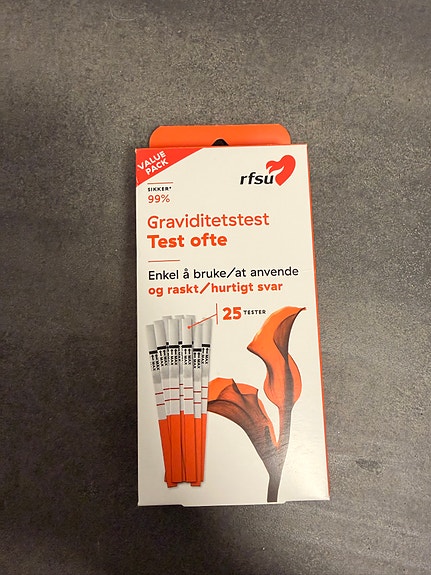 VALUE
PACK
rfsu
SIKKER*
99%
Graviditetstest
Test ofte
Enkel å bruke/at anvende
og raskt/hurtigt svar
25 TESTER